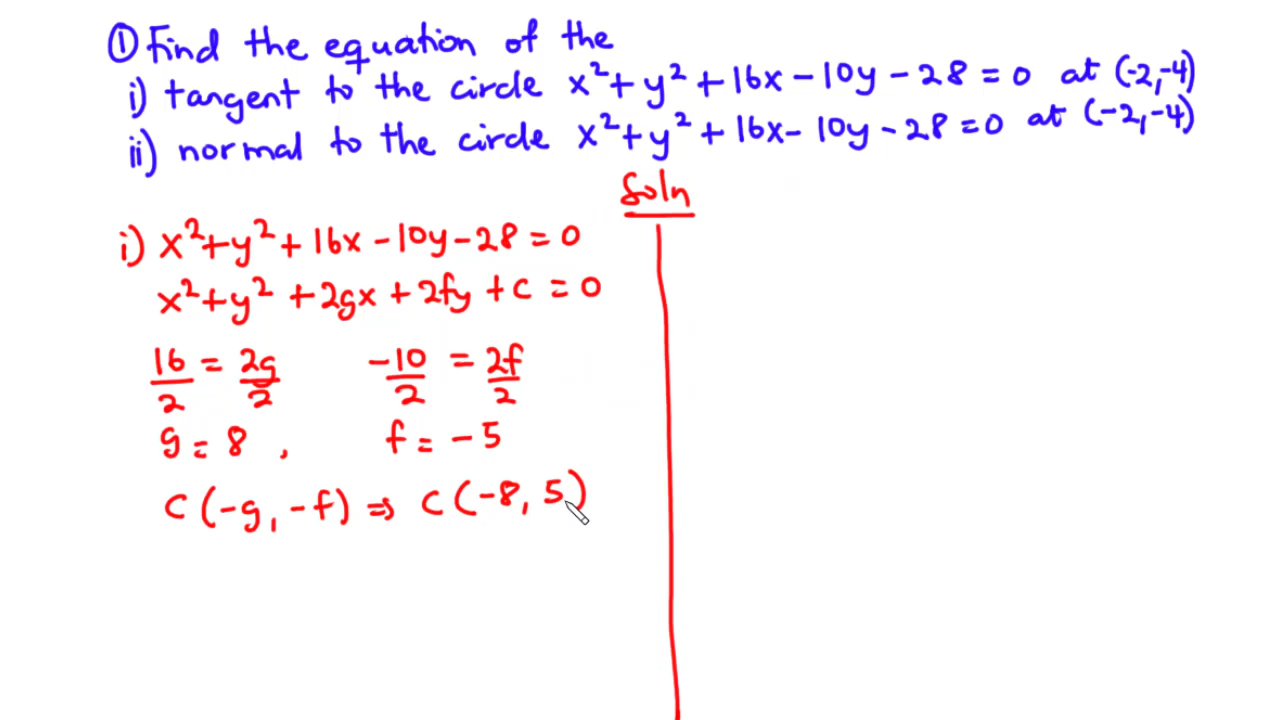 ① Find the equation of the
i) tangent to the circle x²+y²+16x−10y−28=0 at (-2,-4)
ii) normal to the circle x²+y²+16x−10y−28=0 at (-2,-4)
Soln
i) x²+y²+16x−10y−28=0
x²+y²+2gx+2fy+c=0
16/2 = 2g/2 -10/2 = 2f/2
g=8, f=-5
C(-g,-f) ⇒ C(-8,5)